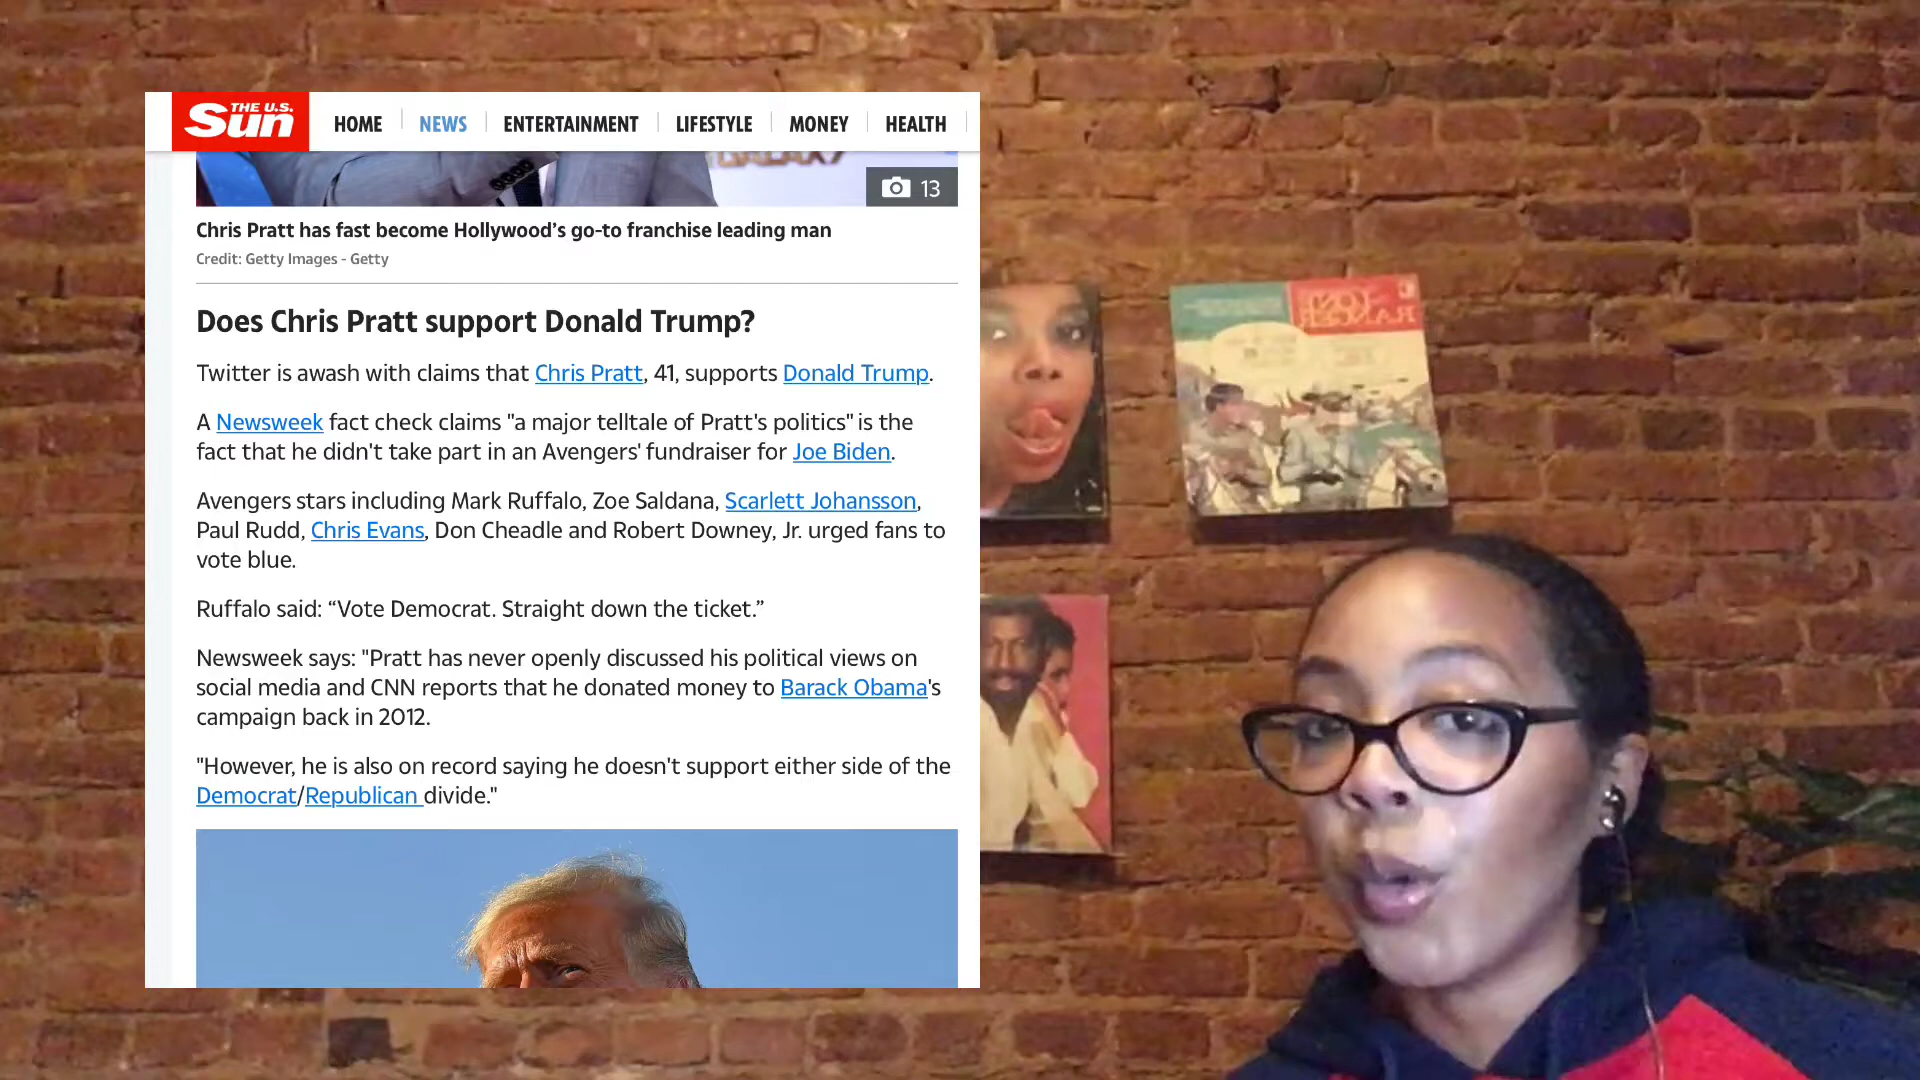 THE U.S.
Sun
HOME
NEWS
ENTERTAINMENT
LIFESTYLE
MONEY
HEALTH
13
Chris Pratt has fast become Hollywood’s go-to franchise leading man
Credit: Getty Images - Getty
Does Chris Pratt support Donald Trump?
Twitter is awash with claims that Chris Pratt, 41, supports Donald Trump.
A Newsweek fact check claims "a major telltale of Pratt's politics" is the
fact that he didn't take part in an Avengers' fundraiser for Joe Biden.
Avengers stars including Mark Ruffalo, Zoe Saldana, Scarlett Johansson,
Paul Rudd, Chris Evans, Don Cheadle and Robert Downey, Jr. urged fans to
vote blue.
Ruffalo said: “Vote Democrat. Straight down the ticket.”
Newsweek says: "Pratt has never openly discussed his political views on
social media and CNN reports that he donated money to Barack Obama's
campaign back in 2012.
"However, he is also on record saying he doesn't support either side of the
Democrat/Republican divide."